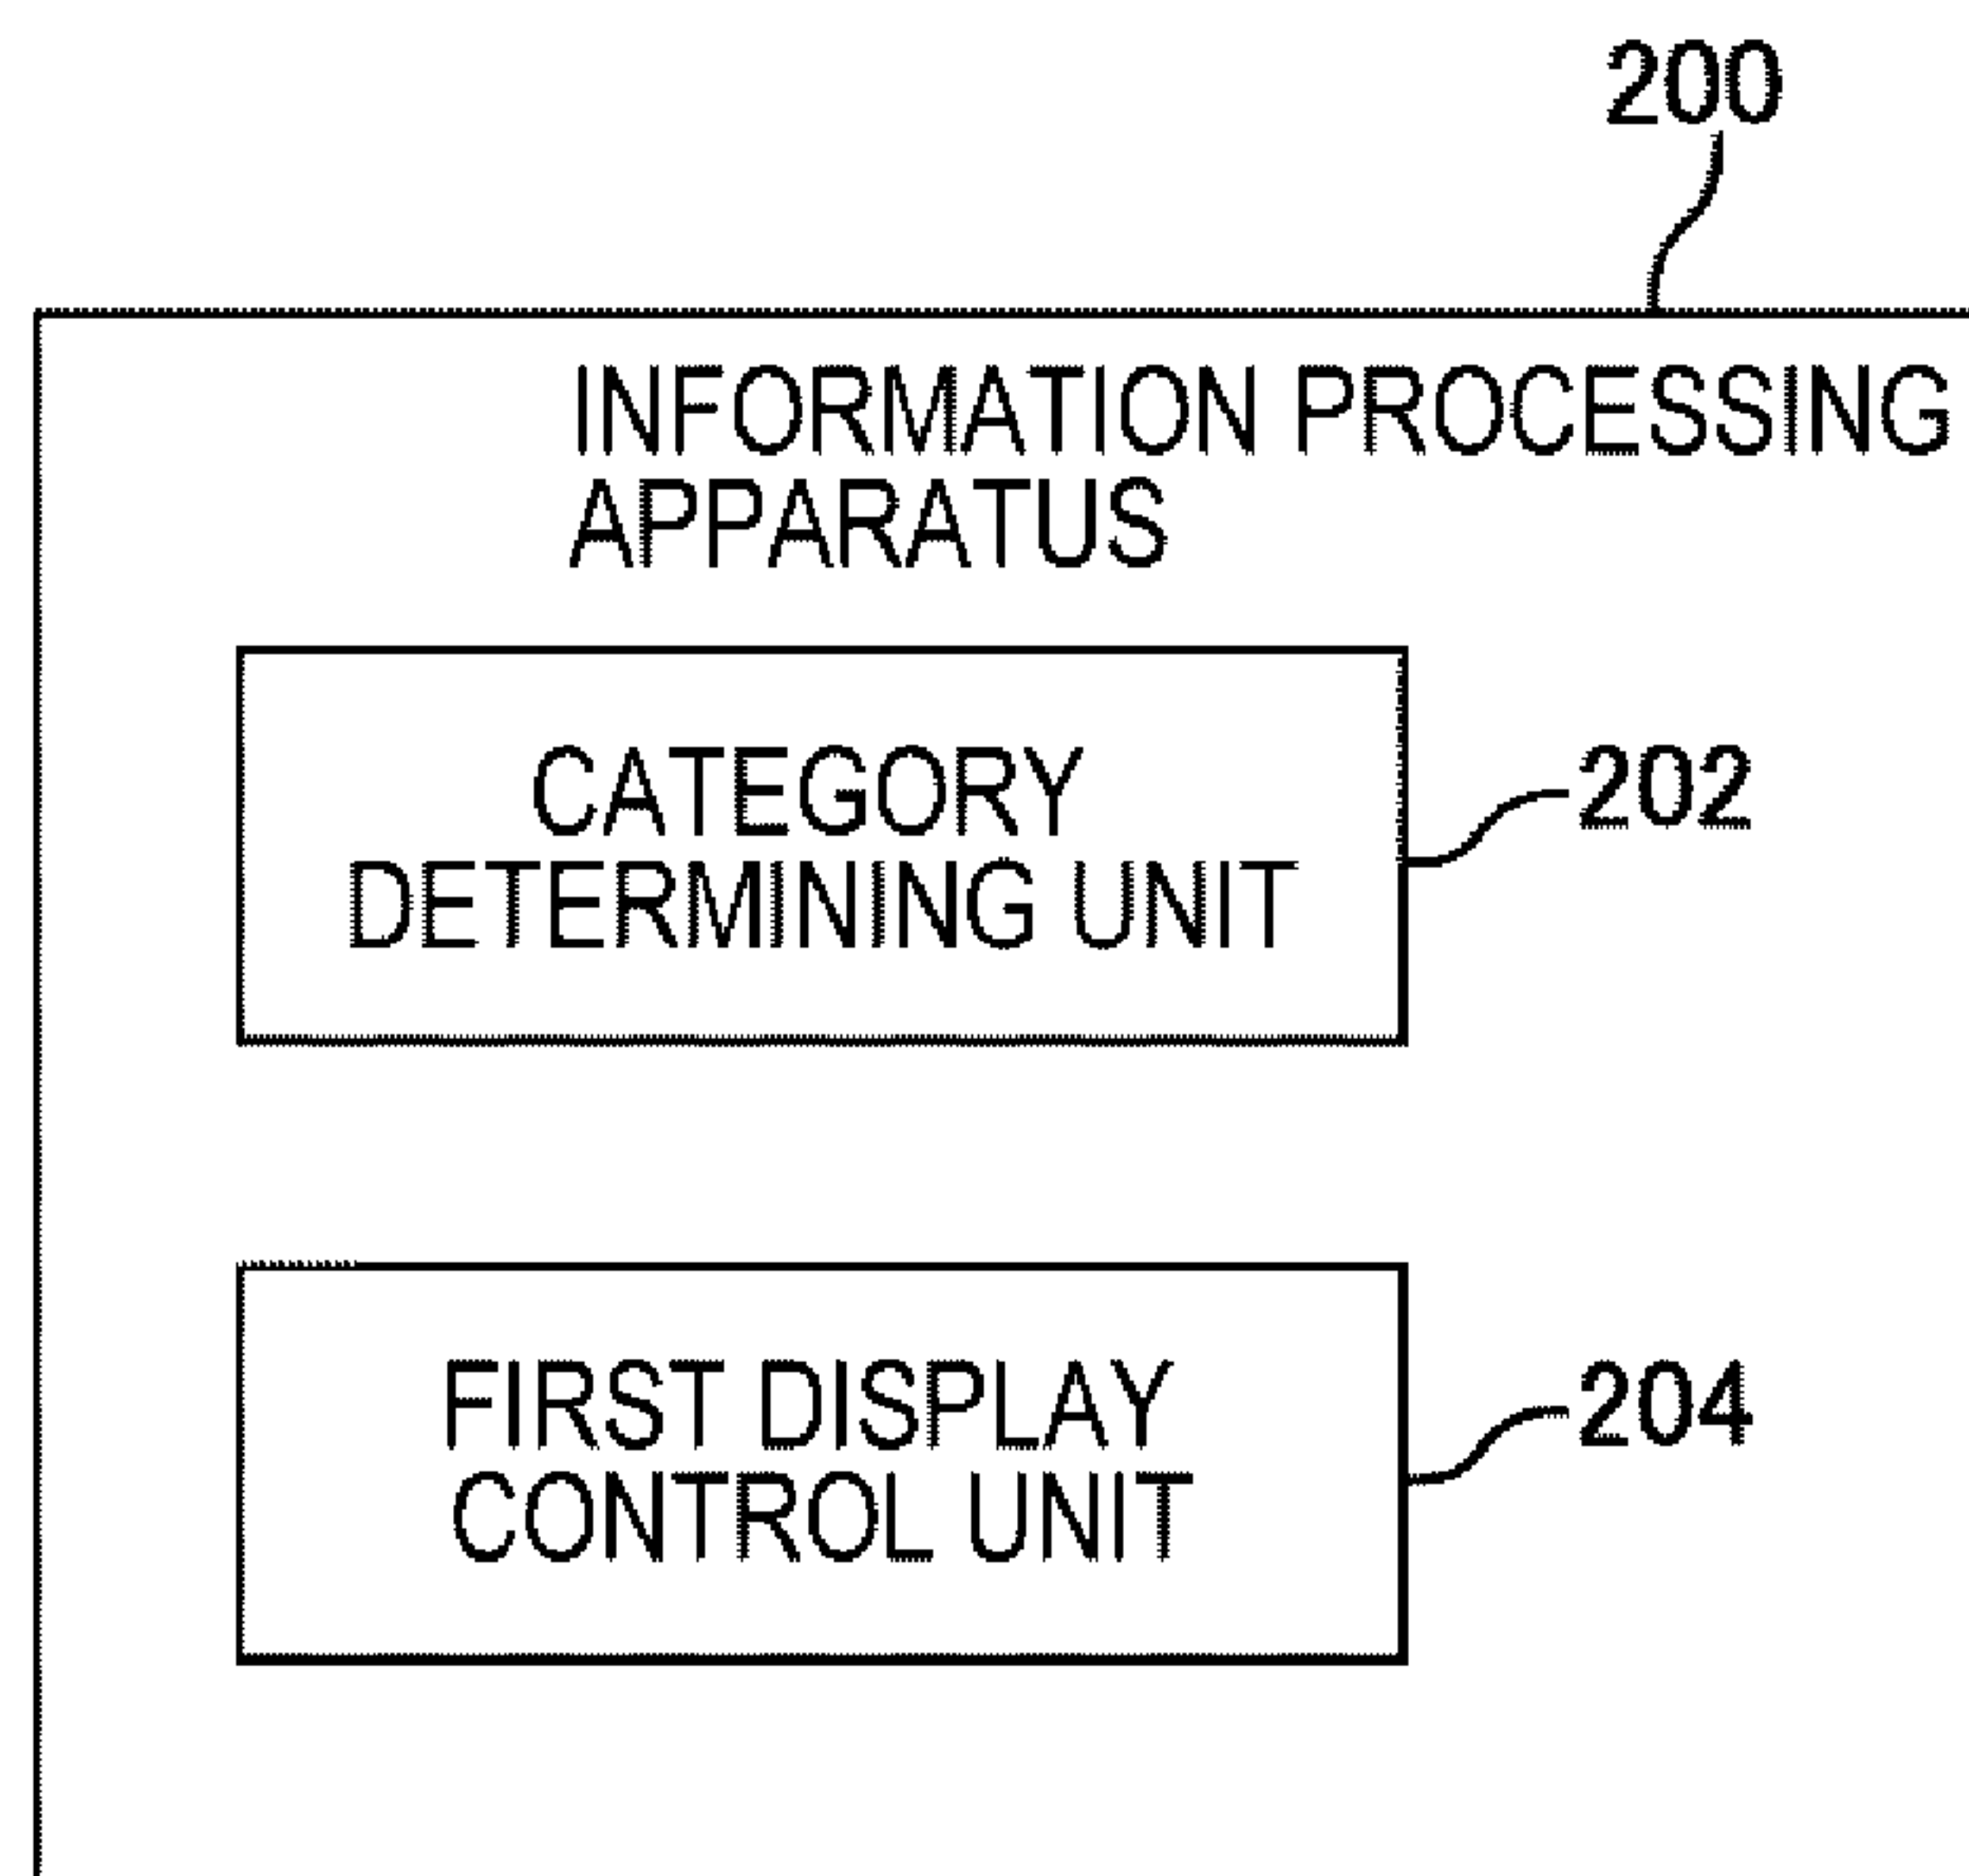 200
INFORMATION PROCESSING
APPARATUS
CATEGORY
DETERMINING UNIT
202
FIRST DISPLAY
CONTROL UNIT
204